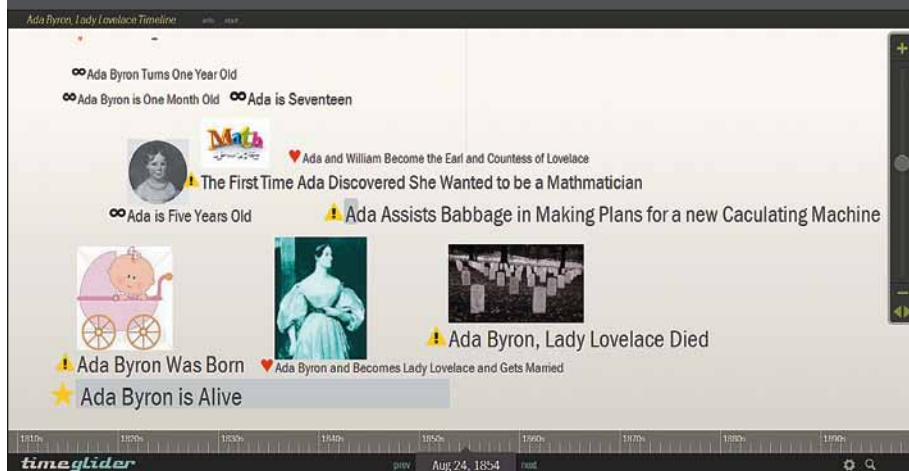 Ada Byron, Lady Lovelace Timeline
Ada Byron Turns One Year Old
Ada Byron is One Month Old
Ada is Seventeen
Math
Ada and William Become the Earl and Countess of Lovelace
The First Time Ada Discovered She Wanted to be a Mathmatician
Ada is Five Years Old
Ada Assists Babbage in Making Plans for a new Caculating Machine
Ada Byron, Lady Lovelace Died
Ada Byron Was Born
Ada Byron and Becomes Lady Lovelace and Gets Married
Ada Byron is Alive
1810s 1820s 1830s 1840s 1850s 1860s 1870s 1880s 1890s
timeglider prev Aug 24, 1854 next